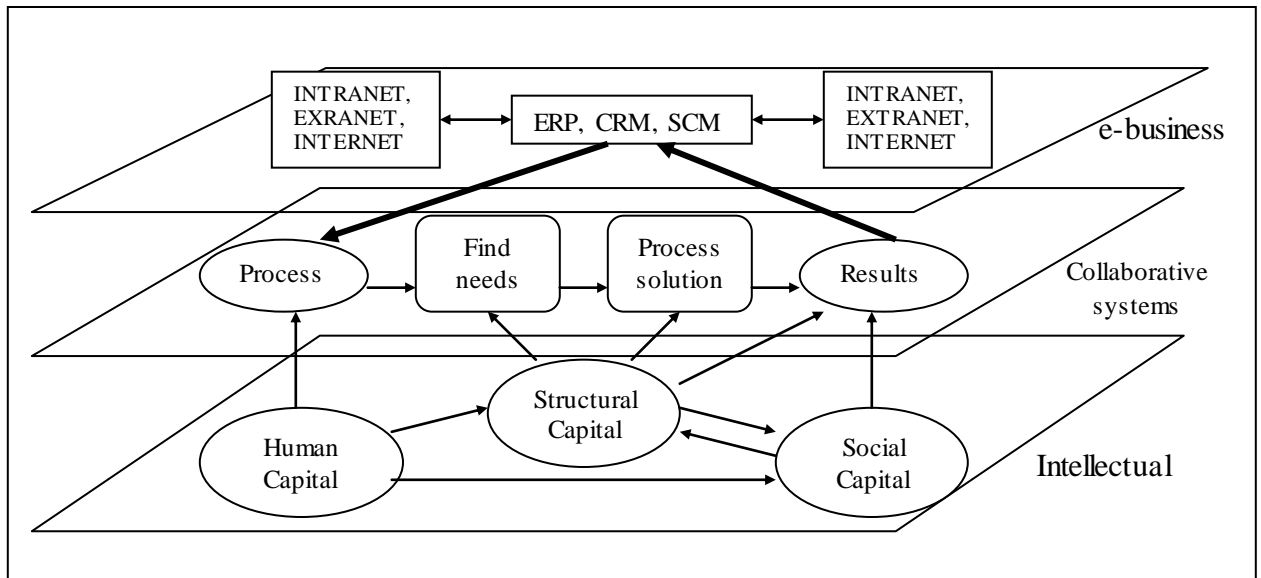 INTRANET,
EXRANET,
INTERNET
ERP, CRM, SCM
INTRANET,
EXTRANET,
INTERNET
e-business
Process
Find
needs
Process
solution
Results
Collaborative
systems
Structural
Capital
Human
Capital
Social
Capital
Intellectual